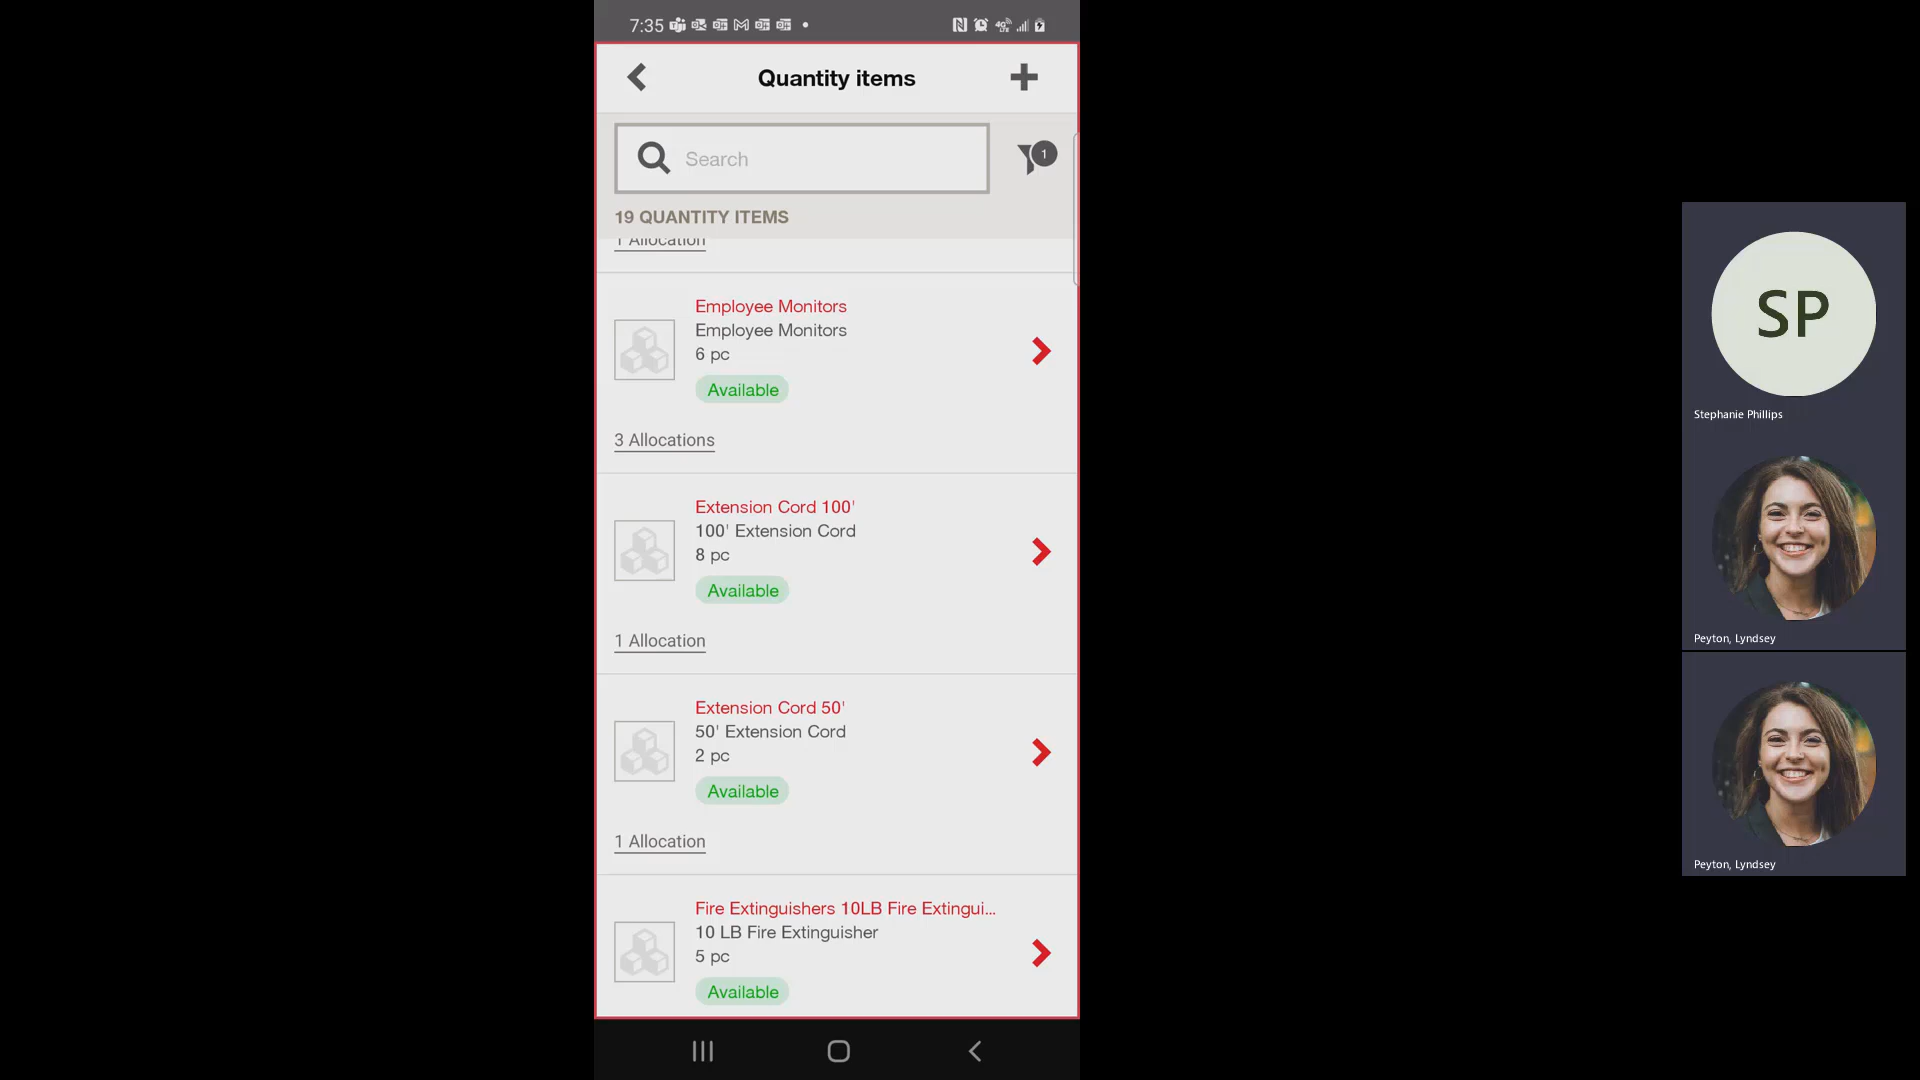 7:35
Quantity items
Search
1
19 QUANTITY ITEMS
1 Allocation
Employee Monitors
Employee Monitors
6 pc
Available
3 Allocations
Extension Cord 100'
100' Extension Cord
8 pc
Available
1 Allocation
Extension Cord 50'
50' Extension Cord
2 pc
Available
1 Allocation
Fire Extinguishers 10LB Fire Extingui...
10 LB Fire Extinguisher
5 pc
Available
SP
Stephanie Phillips
Peyton, Lyndsey
Peyton, Lyndsey